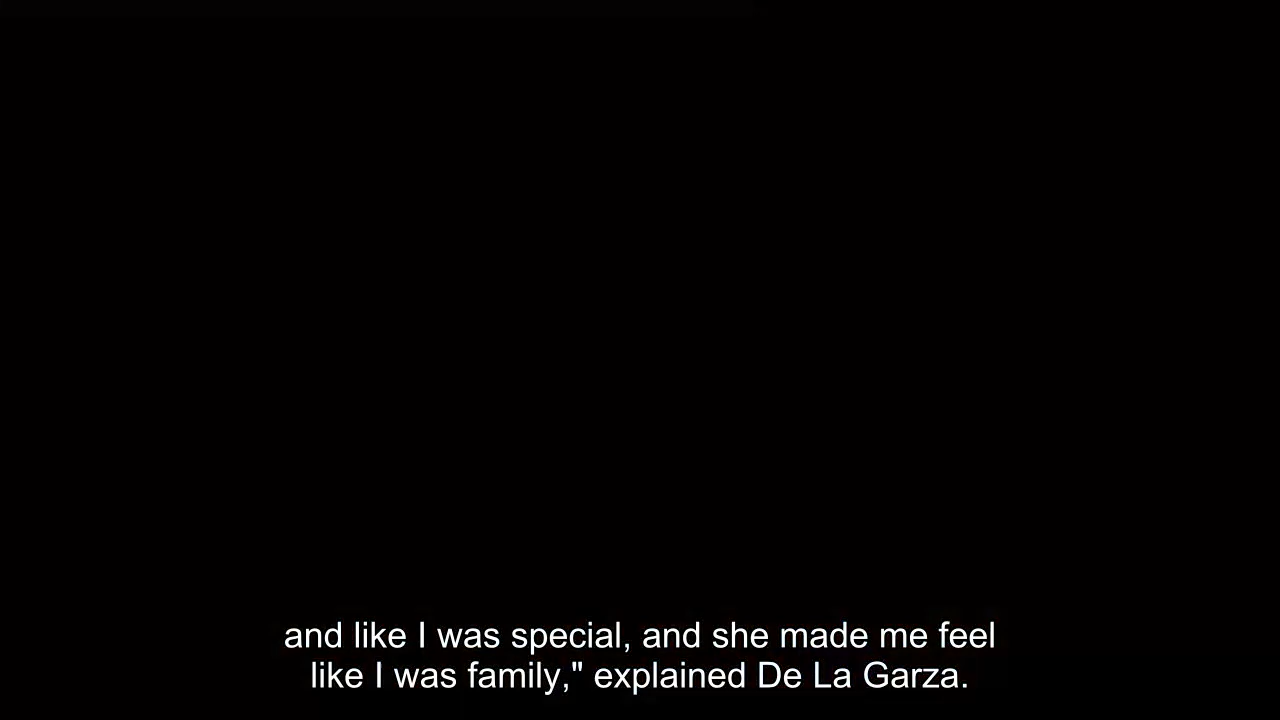 and like I was special, and she made me feel
like I was family," explained De La Garza.